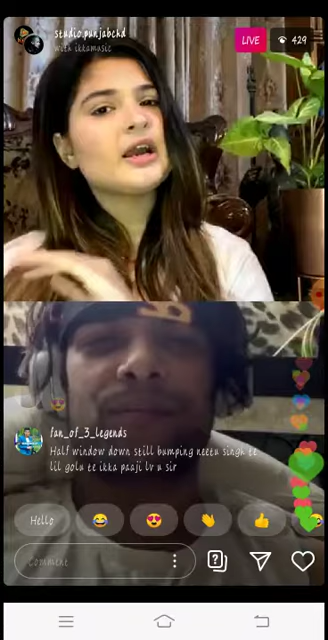 studio.punjabchd
with ikkamusic
LIVE
429
fan_of_3_legends
Half window down still bumping neetu singh te
lil golu te ikka paaji lv u sir
Hello
Comment